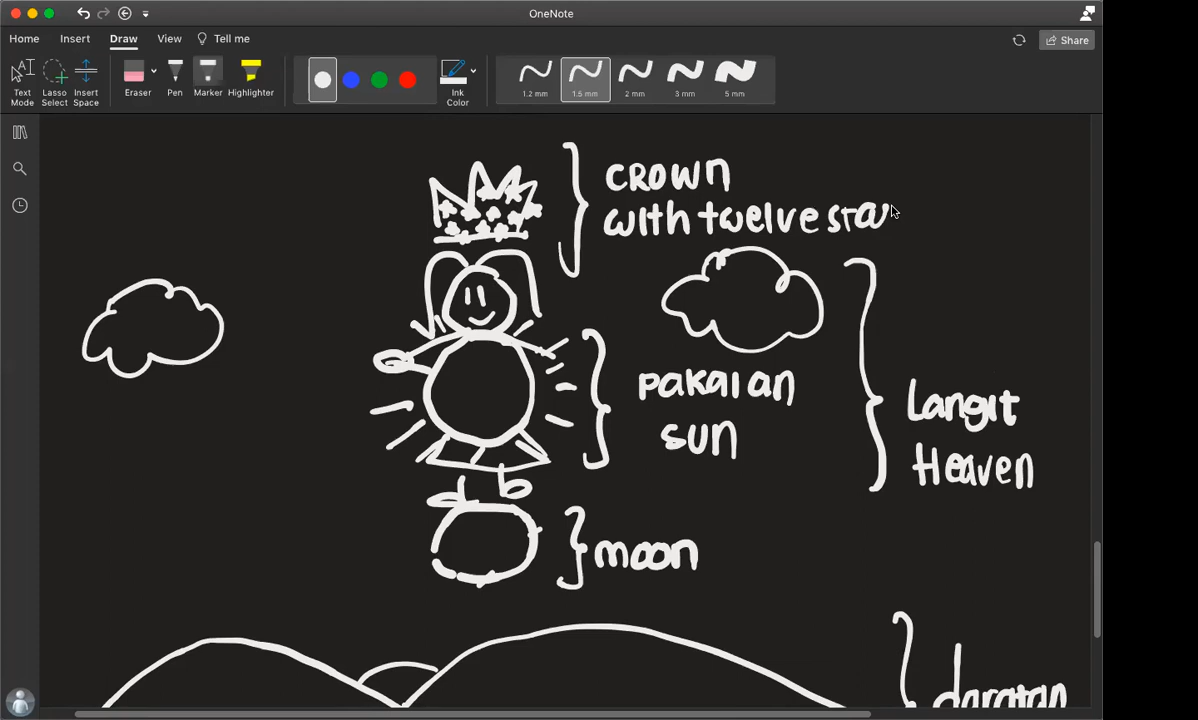 OneNote
Home Insert Draw View Tell me
Share
Text Mode
Lasso Select
Insert Space
Eraser
Pen
Marker
Highlighter
Ink Color
1.2 mm
1.5 mm
2 mm
3 mm
5 mm
crown
with twelve star
pakaian
sun
Langit
Heaven
moon
daratan